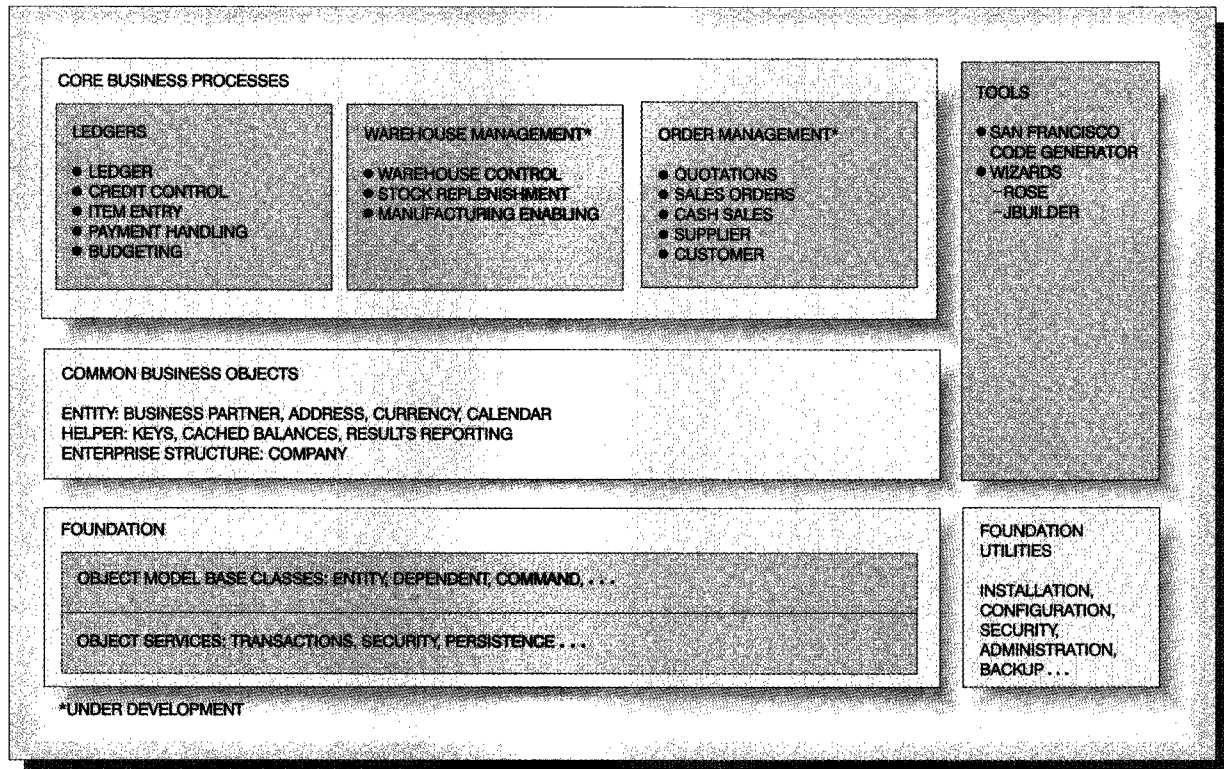 CORE BUSINESS PROCESSES
LEDGERS
● LEDGER
● CREDIT CONTROL
● ITEM ENTRY
● PAYMENT HANDLING
● BUDGETING
WAREHOUSE MANAGEMENT*
● WAREHOUSE CONTROL
● STOCK REPLENISHMENT
● MANUFACTURING ENABLING
ORDER MANAGEMENT*
● QUOTATIONS
● SALES ORDERS
● CASH SALES
● SUPPLIER
● CUSTOMER
TOOLS
● SAN FRANCISCO
CODE GENERATOR
● WIZARDS
–ROSE
–JBUILDER
COMMON BUSINESS OBJECTS
ENTITY: BUSINESS PARTNER, ADDRESS, CURRENCY, CALENDAR
HELPER: KEYS, CACHED BALANCES, RESULTS REPORTING
ENTERPRISE STRUCTURE: COMPANY
FOUNDATION
OBJECT MODEL BASE CLASSES: ENTITY, DEPENDENT, COMMAND, . . .
OBJECT SERVICES: TRANSACTIONS, SECURITY, PERSISTENCE . . .
FOUNDATION
UTILITIES
INSTALLATION,
CONFIGURATION,
SECURITY,
ADMINISTRATION,
BACKUP . . .
*UNDER DEVELOPMENT